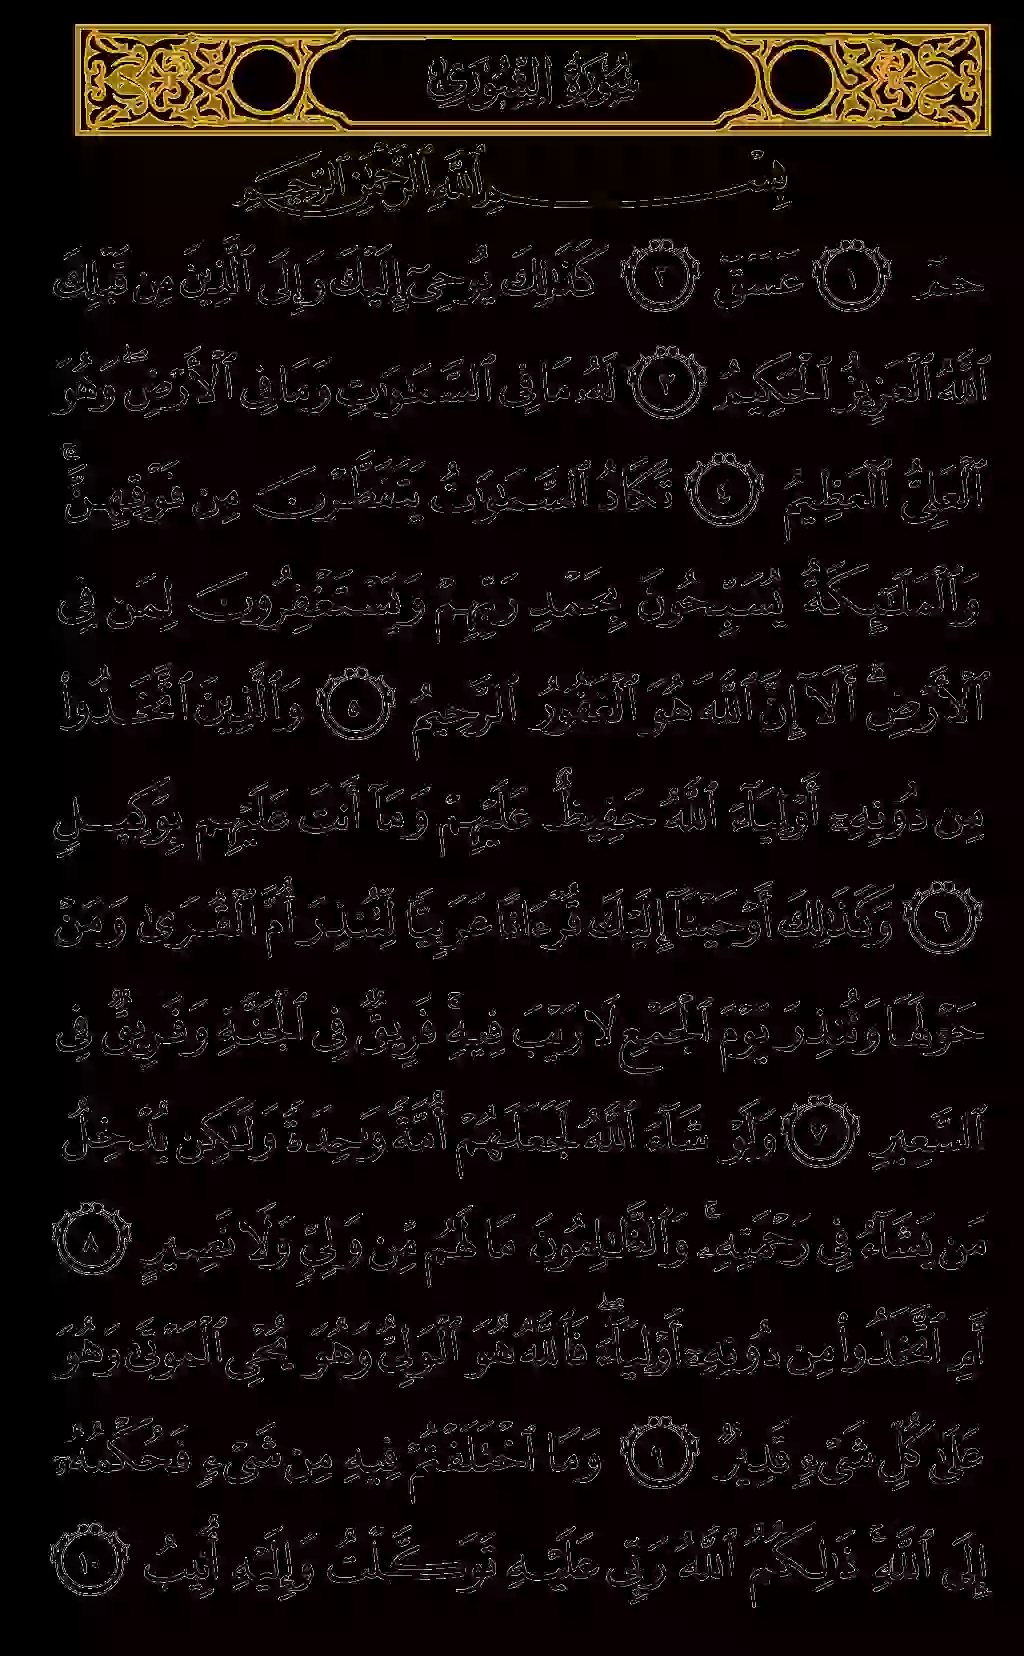 سُورَةُ الشُّورَىٰ
بِسْمِ ٱللَّهِ ٱلرَّحْمَٰنِ ٱلرَّحِيمِ
حمٓ ١ عٓسٓقٓ ٢ كَذَٰلِكَ يُوحِىٓ إِلَيْكَ وَإِلَى ٱلَّذِينَ مِن قَبْلِكَ
ٱللَّهُ ٱلْعَزِيزُ ٱلْحَكِيمُ ٣ لَهُۥ مَا فِى ٱلسَّمَٰوَٰتِ وَمَا فِى ٱلْأَرْضِ ۖ وَهُوَ
ٱلْعَلِىُّ ٱلْعَظِيمُ ٤ تَكَادُ ٱلسَّمَٰوَٰتُ يَتَفَطَّرْنَ مِن فَوْقِهِنَّ ۚ
وَٱلْمَلَٰٓئِكَةُ يُسَبِّحُونَ بِحَمْدِ رَبِّهِمْ وَيَسْتَغْفِرُونَ لِمَن فِى
ٱلْأَرْضِ ۗ أَلَآ إِنَّ ٱللَّهَ هُوَ ٱلْغَفُورُ ٱلرَّحِيمُ ٥ وَٱلَّذِينَ ٱتَّخَذُوا۟
مِن دُونِهِۦٓ أَوْلِيَآءَ ٱللَّهُ حَفِيظٌ عَلَيْهِمْ وَمَآ أَنتَ عَلَيْهِم بِوَكِيلٍ
٦ وَكَذَٰلِكَ أَوْحَيْنَآ إِلَيْكَ قُرْءَانًا عَرَبِيًّا لِّتُنذِرَ أُمَّ ٱلْقُرَىٰ وَمَنْ
حَوْلَهَا وَتُنذِرَ يَوْمَ ٱلْجَمْعِ لَا رَيْبَ فِيهِ ۚ فَرِيقٌ فِى ٱلْجَنَّةِ وَفَرِيقٌ فِى
ٱلسَّعِيرِ ٧ وَلَوْ شَآءَ ٱللَّهُ لَجَعَلَهُمْ أُمَّةً وَٰحِدَةً وَلَٰكِن يُدْخِلُ
مَن يَشَآءُ فِى رَحْمَتِهِۦ ۚ وَٱلظَّٰلِمُونَ مَا لَهُم مِّن وَلِىٍّ وَلَا نَصِيرٍ ٨
أَمِ ٱتَّخَذُوا۟ مِن دُونِهِۦٓ أَوْلِيَآءَ ۖ فَٱللَّهُ هُوَ ٱلْوَلِىُّ وَهُوَ يُحْىِ ٱلْمَوْتَىٰ وَهُوَ
عَلَىٰ كُلِّ شَىْءٍ قَدِيرٌ ٩ وَمَا ٱخْتَلَفْتُمْ فِيهِ مِن شَىْءٍ فَحُكْمُهُۥٓ
إِلَى ٱللَّهِ ۚ ذَٰلِكُمُ ٱللَّهُ رَبِّى عَلَيْهِ تَوَكَّلْتُ وَإِلَيْهِ أُنِيبُ ١٠